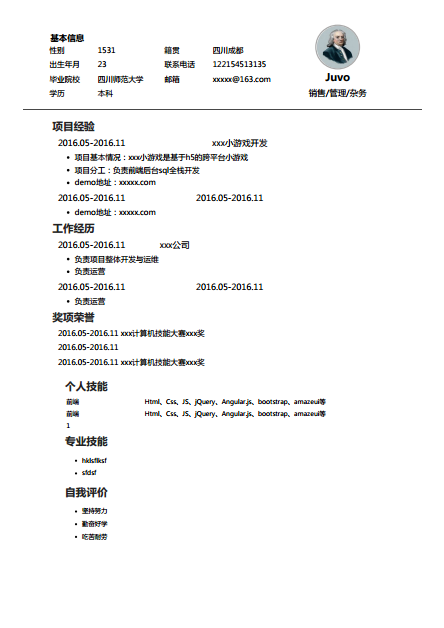 基本信息
性别 1531 籍贯 四川成都
出生年月 23 联系电话 122154513135
毕业院校 四川师范大学 邮箱 xxxxx@163.com
学历 本科
Juvo
销售/管理/杂务
项目经验
2016.05-2016.11 xxx小游戏开发
• 项目基本情况：xxx小游戏是基于h5的跨平台小游戏
• 项目分工：负责前端后台sql全栈开发
• demo地址：xxxxx.com
2016.05-2016.11 2016.05-2016.11
• demo地址：xxxxx.com
工作经历
2016.05-2016.11 xxx公司
• 负责项目整体开发与运维
• 负责运营
2016.05-2016.11 2016.05-2016.11
• 负责运营
奖项荣誉
2016.05-2016.11 xxx计算机技能大赛xxx奖
2016.05-2016.11
2016.05-2016.11 xxx计算机技能大赛xxx奖
个人技能
前端 Html、Css、JS、jQuery、Angular.js、bootstrap、amazeui等
前端 Html、Css、JS、jQuery、Angular.js、bootstrap、amazeui等
1
专业技能
• hklsflksf
• sfdsf
自我评价
• 坚持努力
• 勤奋好学
• 吃苦耐劳